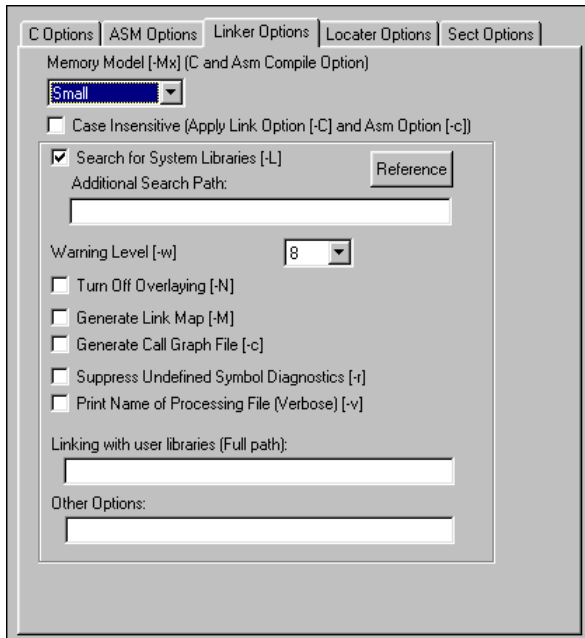 C Options ASM Options Linker Options Locater Options Sect Options
Memory Model [-Mx] (C and Asm Compile Option)
Small
Case Insensitive (Apply Link Option [-C] and Asm Option [-c])
Search for System Libraries [-L]
Reference
Additional Search Path:
Warning Level [-w]
8
Turn Off Overlaying [-N]
Generate Link Map [-M]
Generate Call Graph File [-c]
Suppress Undefined Symbol Diagnostics [-r]
Print Name of Processing File (Verbose) [-v]
Linking with user libraries (Full path):
Other Options: